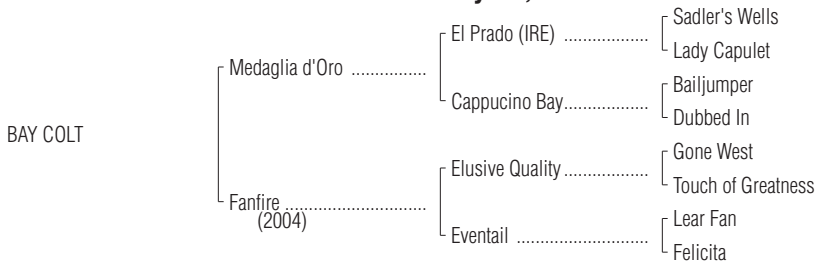 Sadler's Wells
El Prado (IRE) ..................
Lady Capulet
Medaglia d'Oro ................
Bailjumper
Cappucino Bay..................
Dubbed In
BAY COLT
Gone West
Elusive Quality..................
Touch of Greatness
Fanfire ..............................
(2004)
Lear Fan
Eventail ............................
Felicita